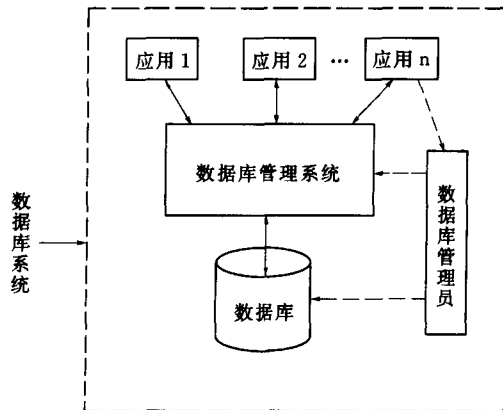 应用 1
应用 2
…
应用 n
数据库管理系统
数据库管理员
数据库系统
数据库